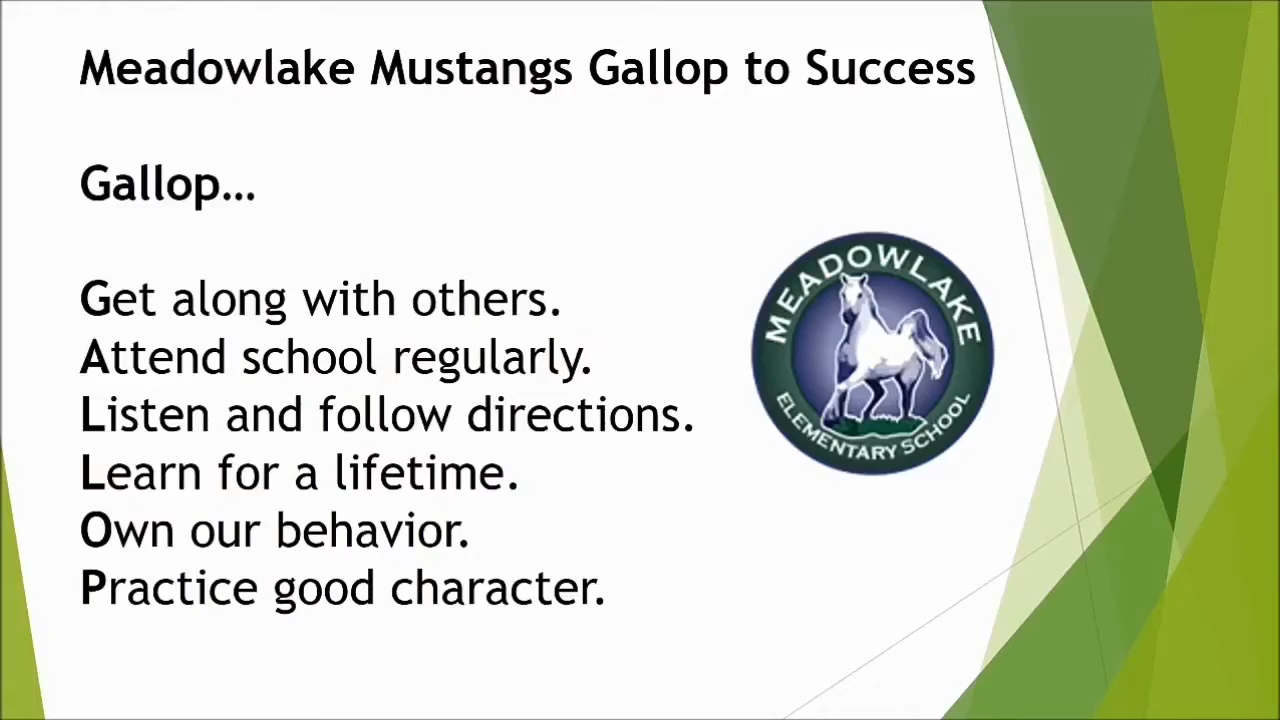 Meadowlake Mustangs Gallop to Success
Gallop…
Get along with others.
Attend school regularly.
Listen and follow directions.
Learn for a lifetime.
Own our behavior.
Practice good character.
MEADOWLAKE
ELEMENTARY SCHOOL